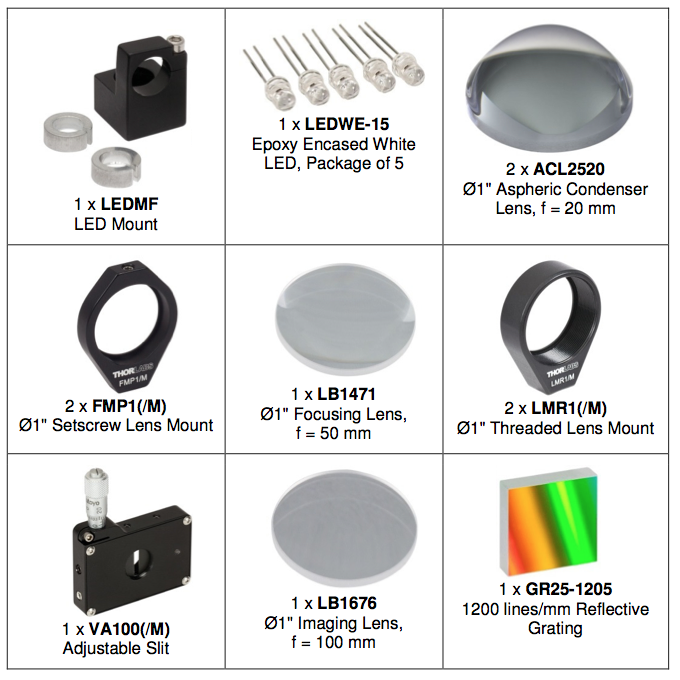 1 x LEDMF
LED Mount
1 x LEDWE-15
Epoxy Encased White
LED, Package of 5
2 x ACL2520
Ø1" Aspheric Condenser
Lens, f = 20 mm
THORLABS
FMP1/M
2 x FMP1(/M)
Ø1" Setscrew Lens Mount
1 x LB1471
Ø1" Focusing Lens,
f = 50 mm
THORLABS
LMR1/M
2 x LMR1(/M)
Ø1" Threaded Lens Mount
1 x VA100(/M)
Adjustable Slit
1 x LB1676
Ø1" Imaging Lens,
f = 100 mm
1 x GR25-1205
1200 lines/mm Reflective
Grating